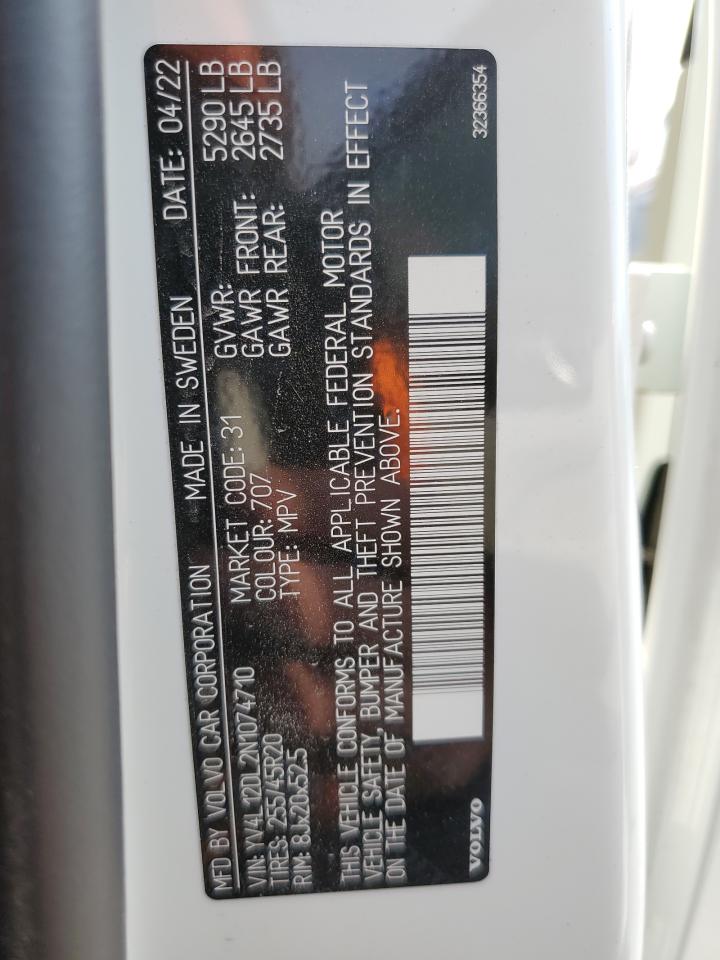 MFD BY VOLVO CAR CORPORATION MADE IN SWEDEN DATE: 04/22
VIN: YV4L12DL2N1074710 MARKET CODE: 31 GVWR: 5290 LB
TIRES: 255/45R20 COLOUR: 707 GAWR FRONT: 2645 LB
RIM: 8Jx20x52.5 TYPE: MPV GAWR REAR: 2735 LB
THIS VEHICLE CONFORMS TO ALL APPLICABLE FEDERAL MOTOR
VEHICLE SAFETY, BUMPER AND THEFT PREVENTION STANDARDS IN EFFECT
ON THE DATE OF MANUFACTURE SHOWN ABOVE.
VOLVO 32366354